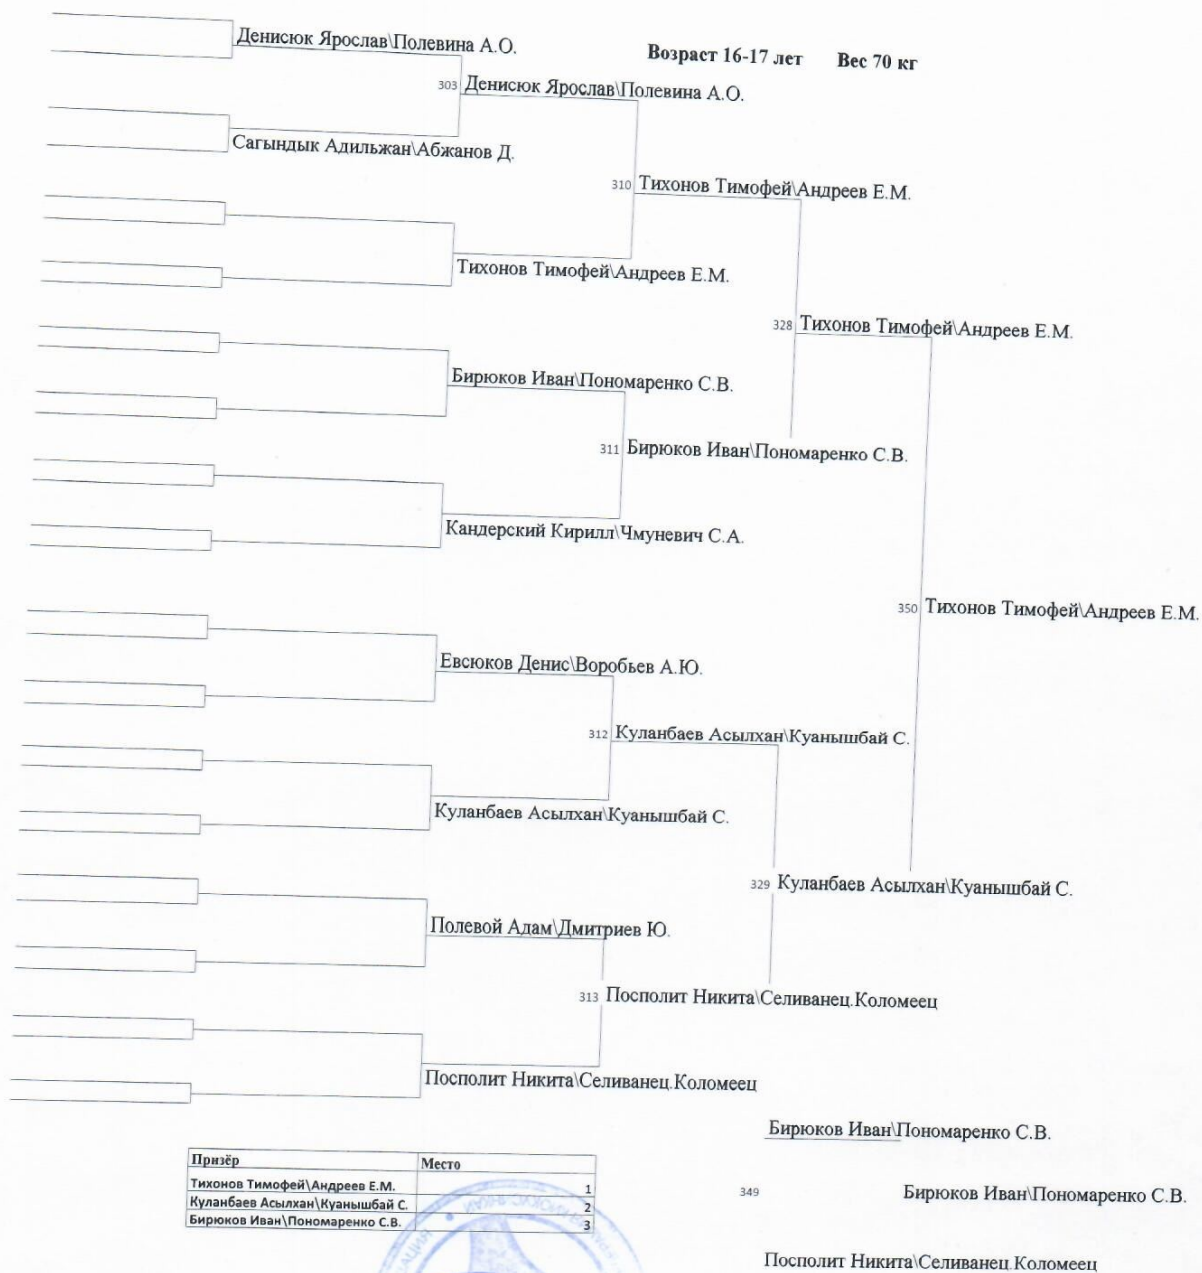 Денисюк Ярослав\Полевина А.О.
Возраст 16-17 лет Вес 70 кг
303 Денисюк Ярослав\Полевина А.О.
Сагындык Адильжан\Абжанов Д.
310 Тихонов Тимофей\Андреев Е.М.
Тихонов Тимофей\Андреев Е.М.
328 Тихонов Тимофей\Андреев Е.М.
Бирюков Иван\Пономаренко С.В.
311 Бирюков Иван\Пономаренко С.В.
Кандерский Кирилл\Чмуневич С.А.
350 Тихонов Тимофей\Андреев Е.М.
Евсюков Денис\Воробьев А.Ю.
312 Куланбаев Асылхан\Куанышбай С.
Куланбаев Асылхан\Куанышбай С.
329 Куланбаев Асылхан\Куанышбай С.
Полевой Адам\Дмитриев Ю.
313 Посполит Никита\Селиванец.Коломеец
Посполит Никита\Селиванец.Коломеец
Бирюков Иван\Пономаренко С.В.
349 Бирюков Иван\Пономаренко С.В.
Посполит Никита\Селиванец.Коломеец
Призёр Место
Тихонов Тимофей\Андреев Е.М. 1
Куланбаев Асылхан\Куанышбай С. 2
Бирюков Иван\Пономаренко С.В. 3